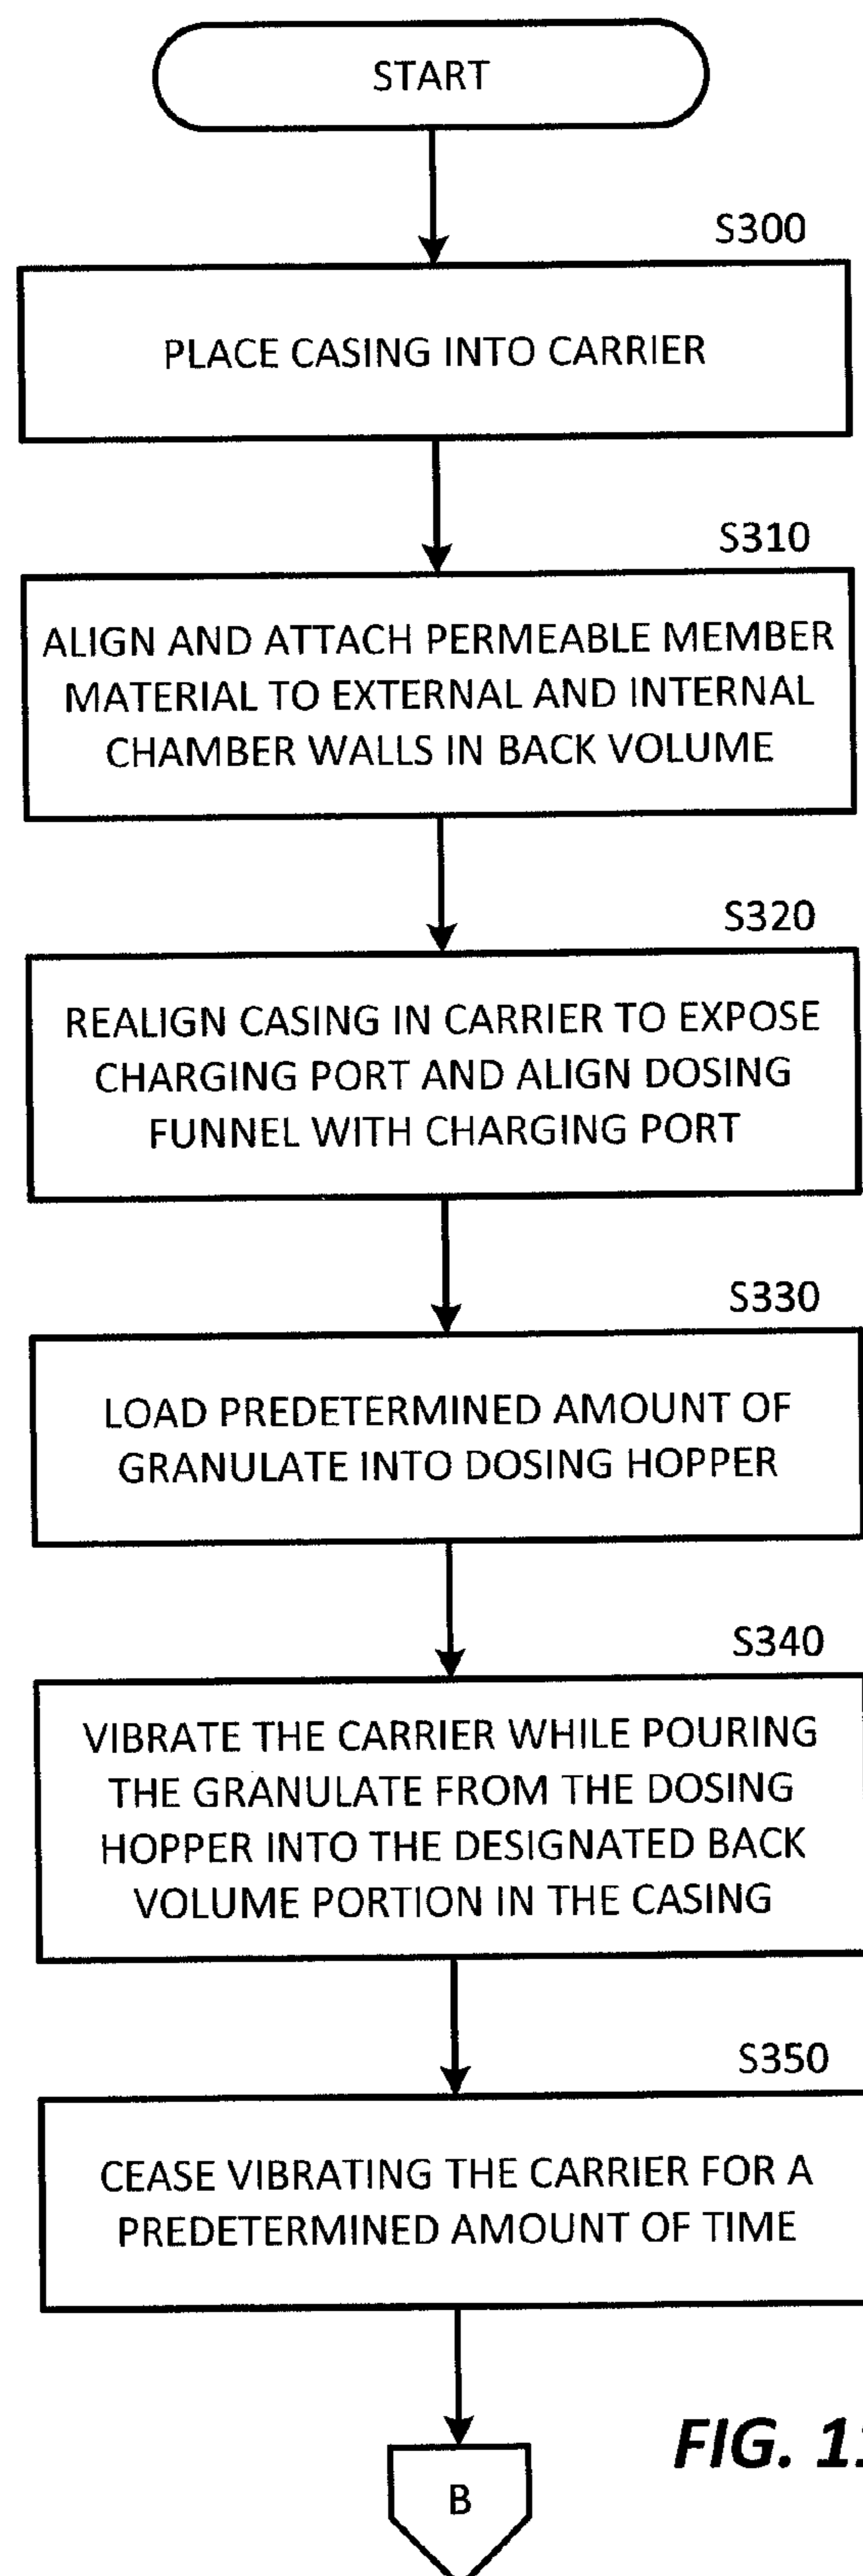 START
S300
PLACE CASING INTO CARRIER
S310
ALIGN AND ATTACH PERMEABLE MEMBER
MATERIAL TO EXTERNAL AND INTERNAL
CHAMBER WALLS IN BACK VOLUME
S320
REALIGN CASING IN CARRIER TO EXPOSE
CHARGING PORT AND ALIGN DOSING
FUNNEL WITH CHARGING PORT
S330
LOAD PREDETERMINED AMOUNT OF
GRANULATE INTO DOSING HOPPER
S340
VIBRATE THE CARRIER WHILE POURING
THE GRANULATE FROM THE DOSING
HOPPER INTO THE DESIGNATED BACK
VOLUME PORTION IN THE CASING
S350
CEASE VIBRATING THE CARRIER FOR A
PREDETERMINED AMOUNT OF TIME
FIG.
B